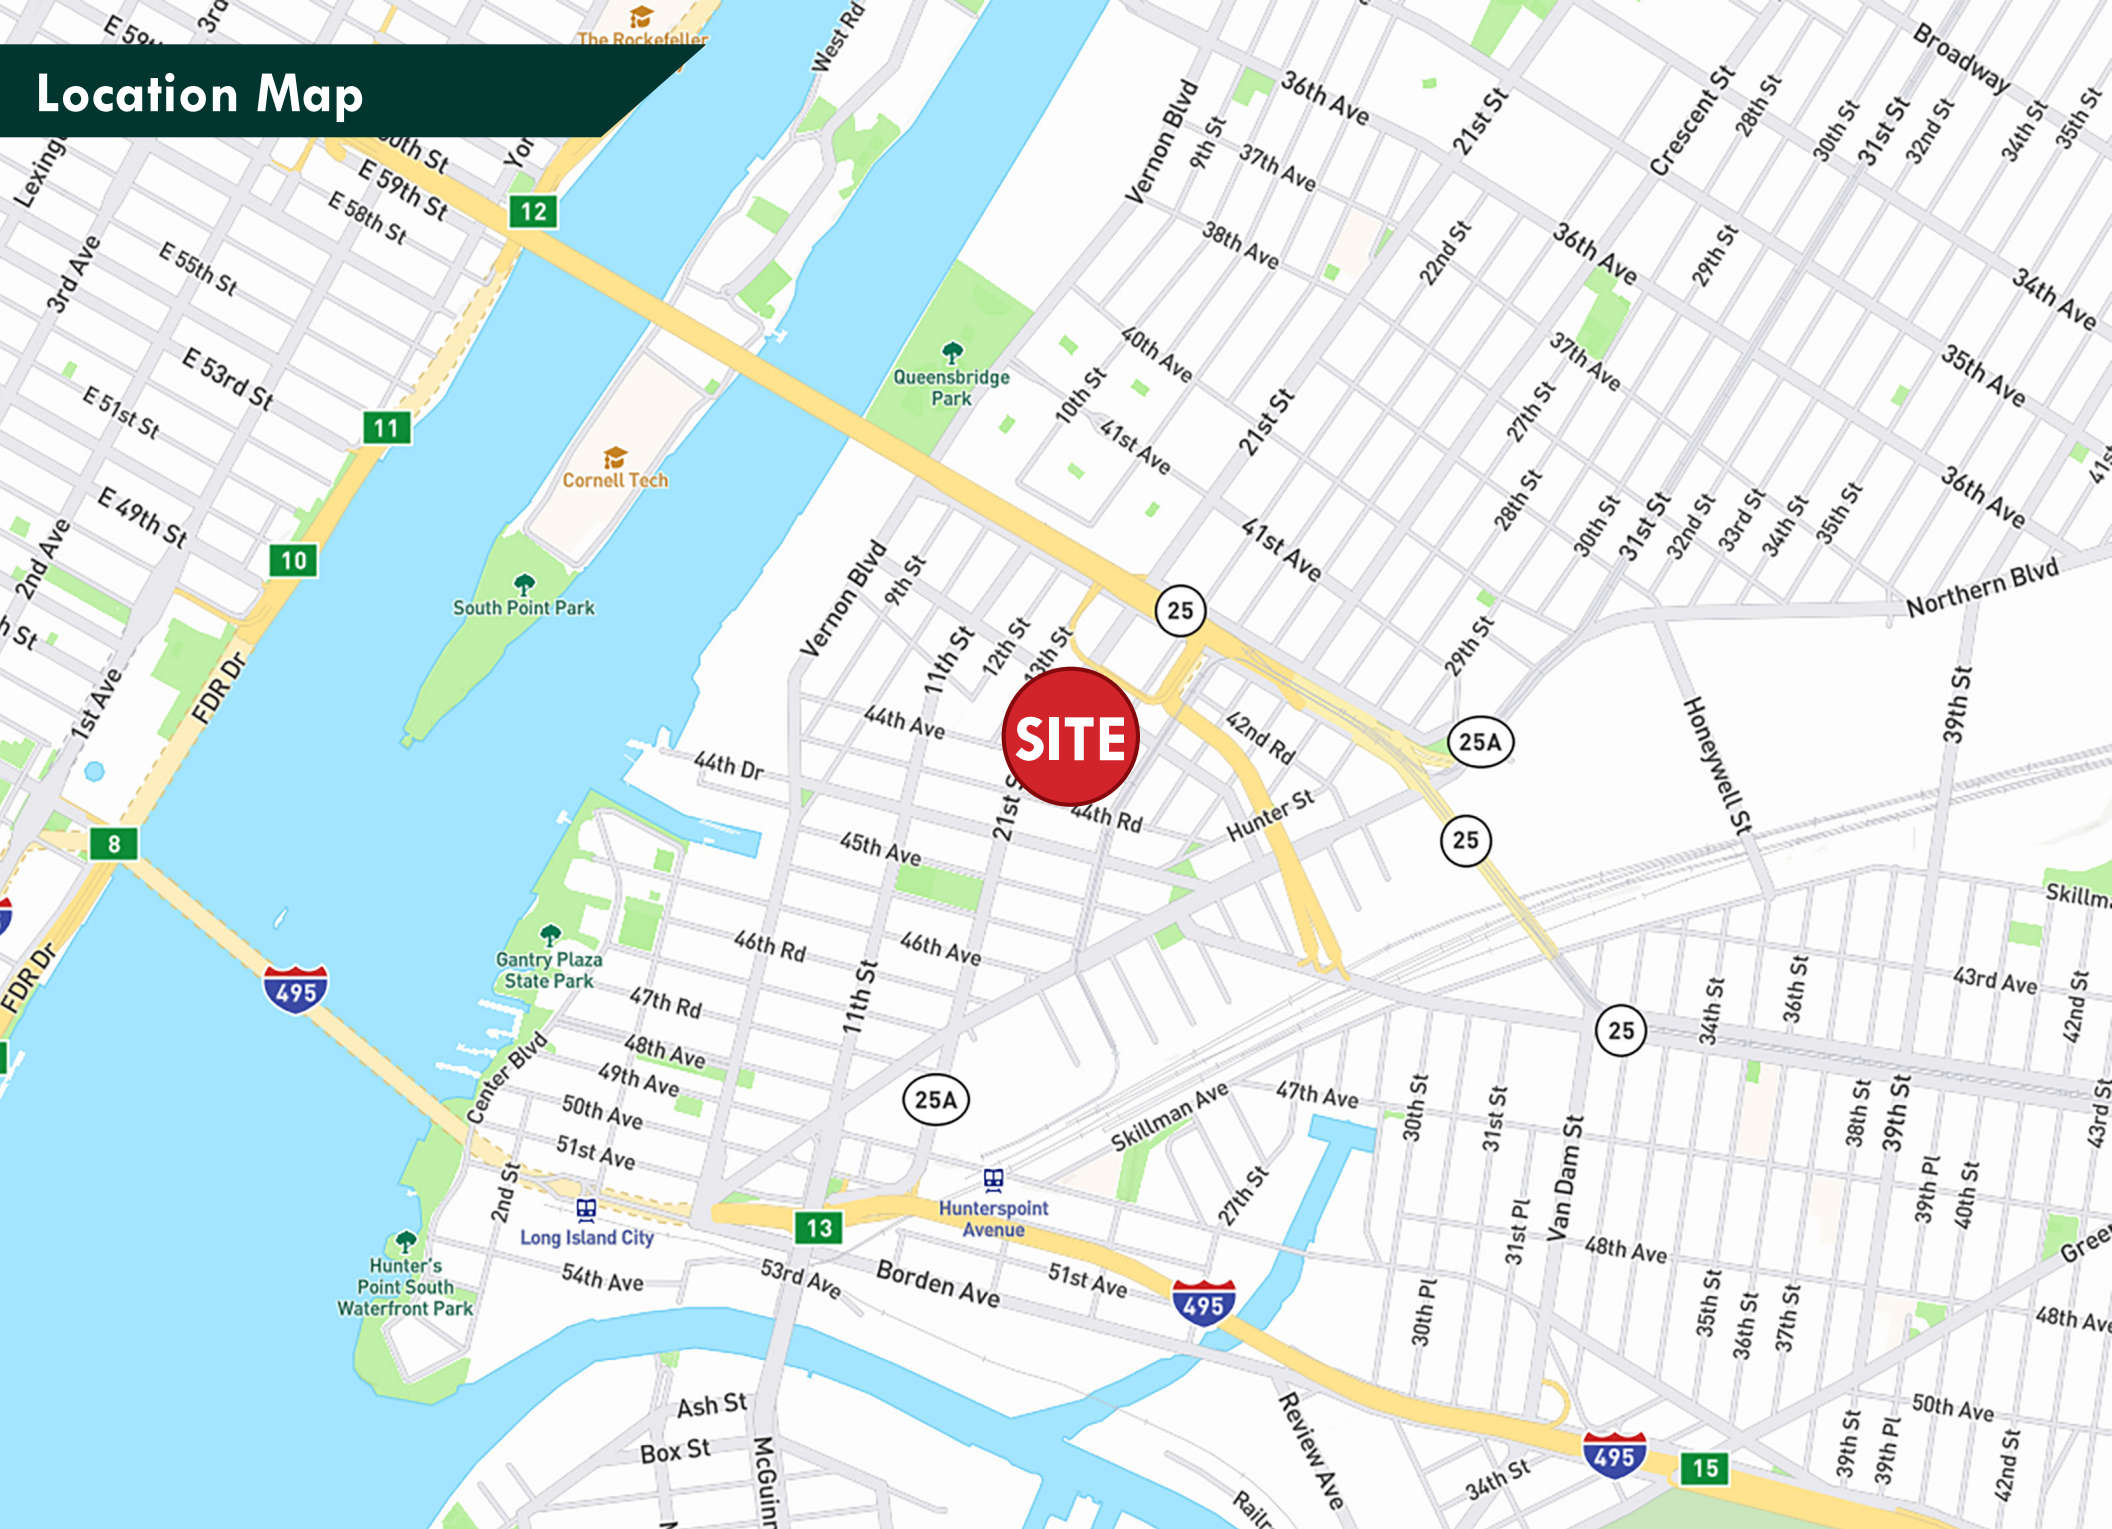 Location Map
The Rockefeller
West Rd
E 59th St
E 58th St
E 55th St
E 53rd St
E 51st St
E 49th St
3rd Ave
2nd Ave
1st Ave
FDR Dr
FDR Dr
12
11
10
8
495
Cornell Tech
South Point Park
Queensbridge
Park
Vernon Blvd
9th St
36th Ave
37th Ave
38th Ave
40th Ave
10th St
41st Ave
21st St
21st St
22nd St
Crescent St
28th St
30th St
31st St
32nd St
34th St
35th St
Broadway
36th Ave
29th St
34th Ave
37th Ave
35th Ave
27th St
28th St
30th St
31st St
32nd St
33rd St
34th St
35th St
36th Ave
Northern Blvd
41st Ave
25
Vernon Blvd
9th St
11th St
12th St
13th St
SITE
29th St
25A
42nd Rd
Honeywell St
39th St
44th Ave
44th Dr
44th Rd
Hunter St
25
45th Ave
46th Ave
46th Rd
Gantry Plaza
State Park
47th Rd
11th St
48th Ave
49th Ave
50th Ave
51st Ave
Center Blvd
2nd St
25A
Skillman Ave
47th Ave
25
34th St
36th St
43rd Ave
42nd St
43rd St
30th St
31st St
Van Dam St
38th St
39th St
39th Pl
40th St
27th St
31st Pl
48th Ave
30th Pl
35th St
36th St
37th St
48th Ave
Hunterspoint
Avenue
Long Island City
13
Hunter's
Point South
Waterfront Park
54th Ave
53rd Ave
Borden Ave
51st Ave
495
Ash St
Box St
Review Ave
34th St
495
15
50th Ave
39th St
39th Pl
42nd St